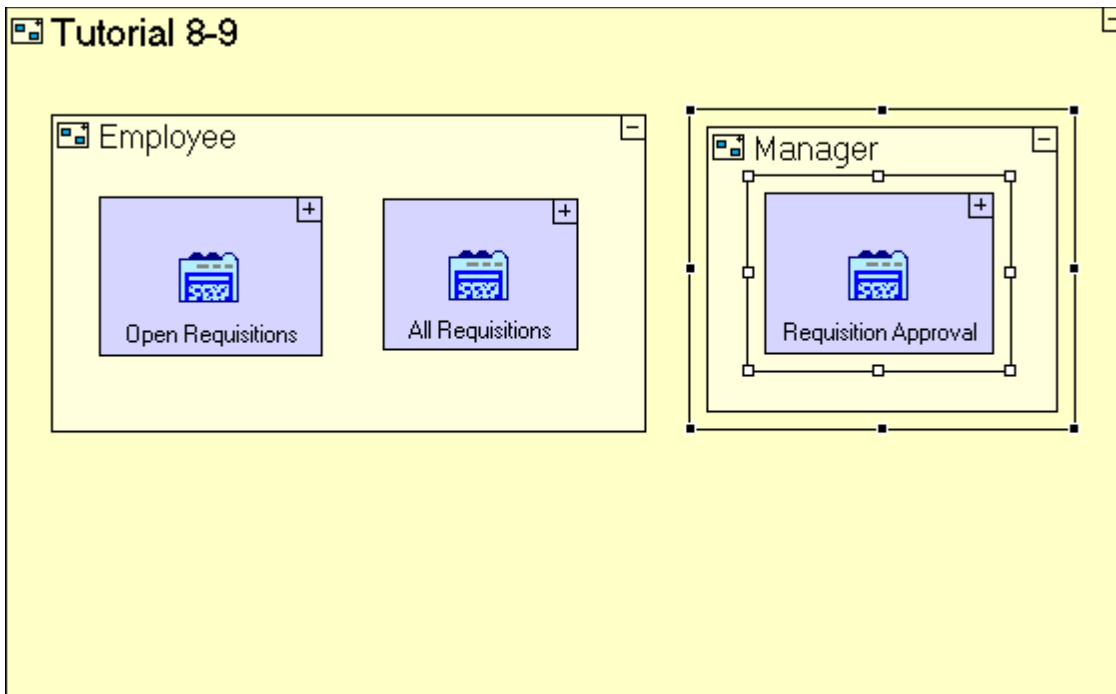 Tutorial 8-9
Employee
Manager
Open Requisitions
All Requisitions
Requisition Approval